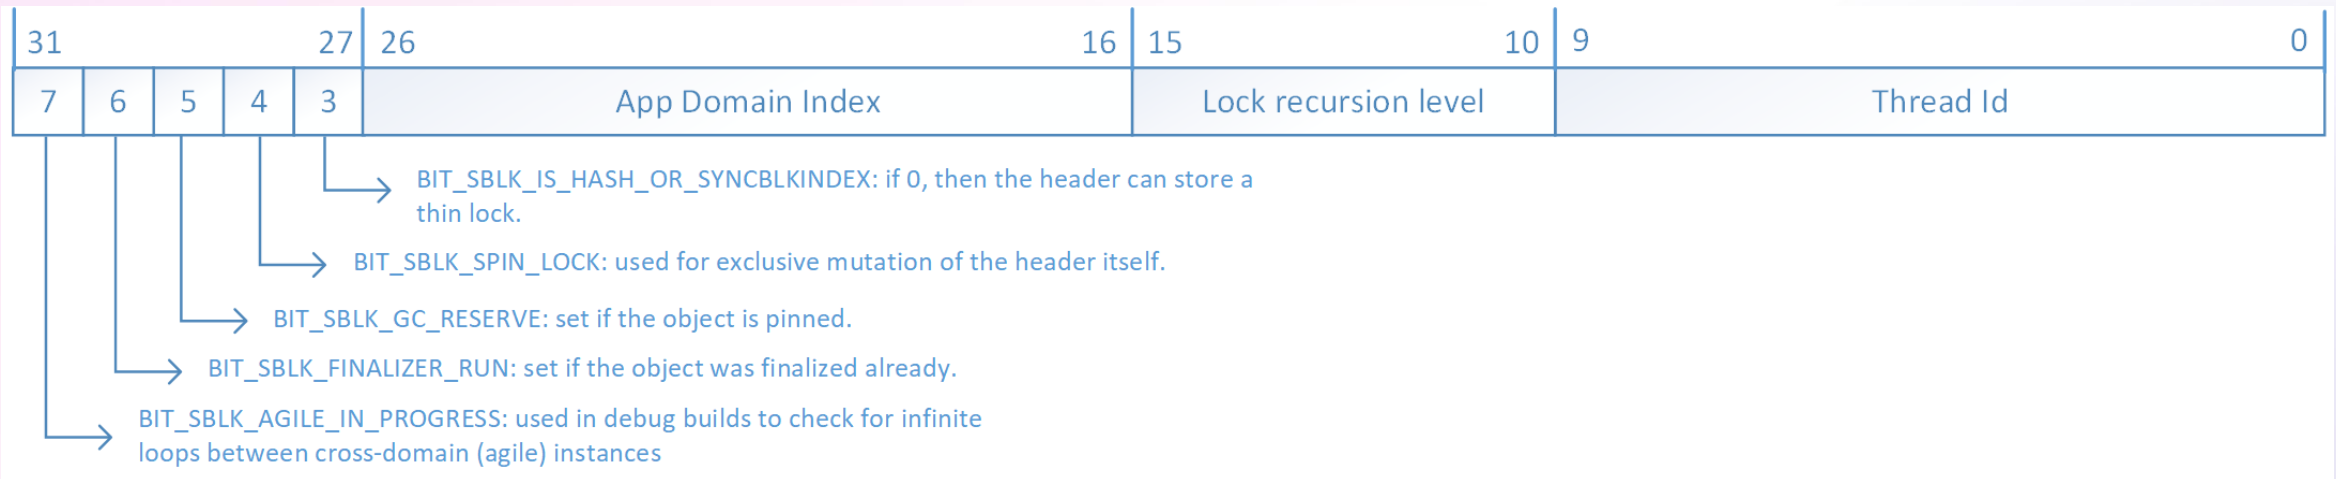 31 27 26 16 15 10 9 0
7 6 5 4 3 App Domain Index Lock recursion level Thread Id
BIT_SBLK_IS_HASH_OR_SYNCBLKINDEX: if 0, then the header can store a
thin lock.
BIT_SBLK_SPIN_LOCK: used for exclusive mutation of the header itself.
BIT_SBLK_GC_RESERVE: set if the object is pinned.
BIT_SBLK_FINALIZER_RUN: set if the object was finalized already.
BIT_SBLK_AGILE_IN_PROGRESS: used in debug builds to check for infinite
loops between cross-domain (agile) instances